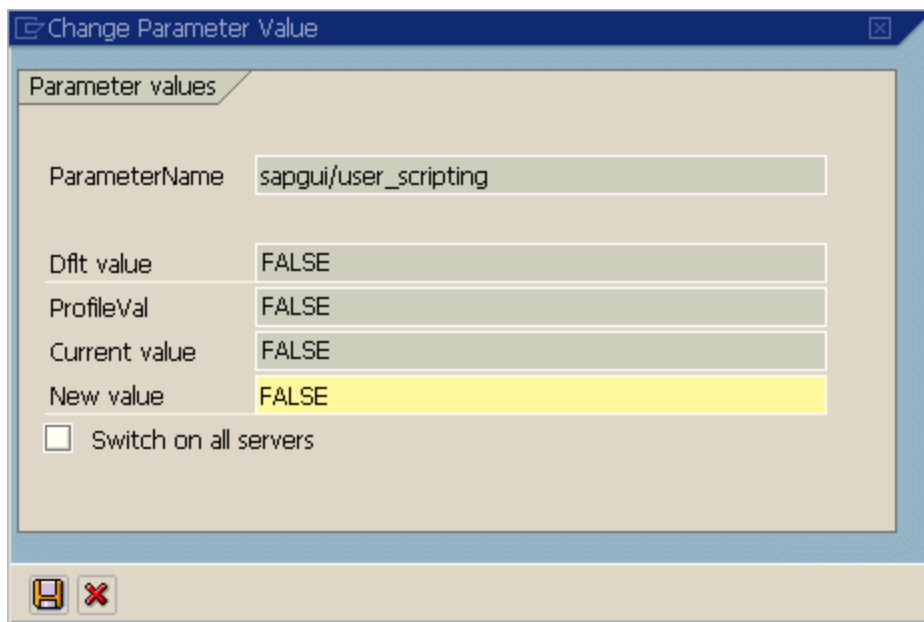 Change Parameter Value
Parameter values
ParameterName sapgui/user_scripting
Dflt value FALSE
ProfileVal FALSE
Current value FALSE
New value FALSE
Switch on all servers